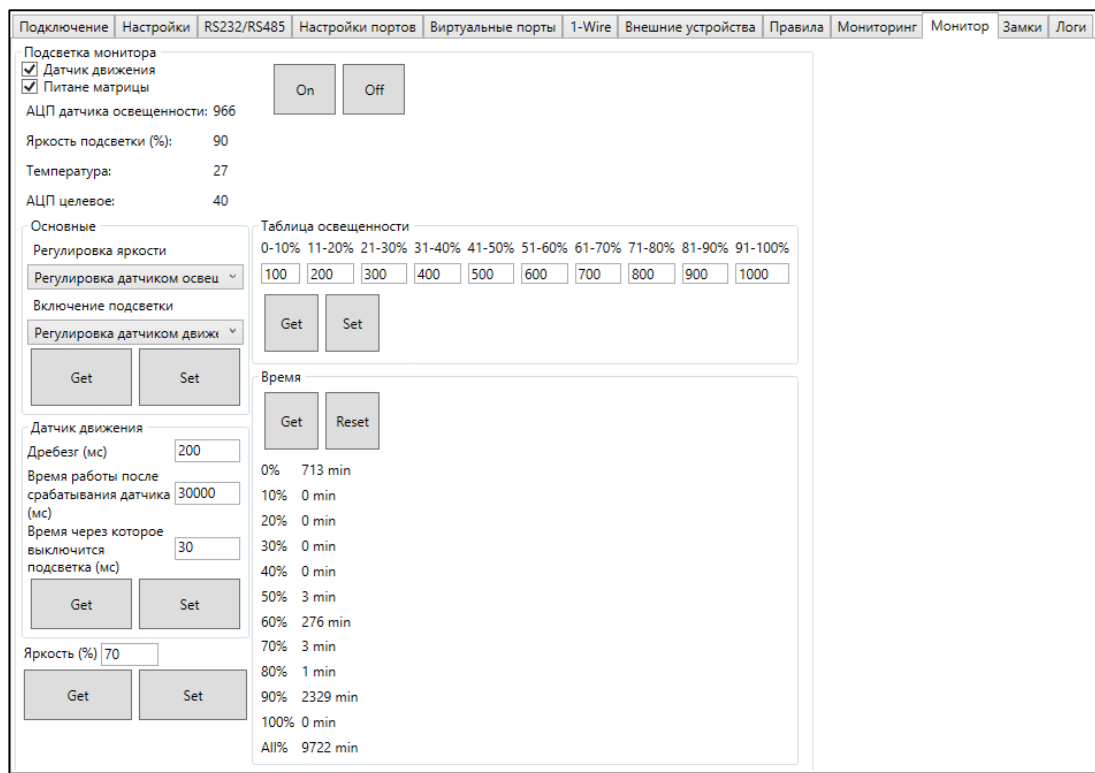 Подключение Настройки RS232/RS485 Настройки портов Виртуальные порты 1-Wire Внешние устройства Правила Мониторинг Монитор Замки Логи
Подсветка монитора
Датчик движения
Питане матрицы
On Off
АЦП датчика освещенности: 966
Яркость подсветки (%): 90
Температура: 27
АЦП целевое: 40
Основные
Регулировка яркости
Регулировка датчиком освещ
Включение подсветки
Регулировка датчиком движе
Get Set
Датчик движения
Дребезг (мс) 200
Время работы после
срабатывания датчика 30000
(мс)
Время через которое
выключится 30
подсветка (мс)
Get Set
Яркость (%) 70
Get Set
Таблица освещенности
0-10% 11-20% 21-30% 31-40% 41-50% 51-60% 61-70% 71-80% 81-90% 91-100%
100 200 300 400 500 600 700 800 900 1000
Get Set
Время
Get Reset
0% 713 min
10% 0 min
20% 0 min
30% 0 min
40% 0 min
50% 3 min
60% 276 min
70% 3 min
80% 1 min
90% 2329 min
100% 0 min
All% 9722 min